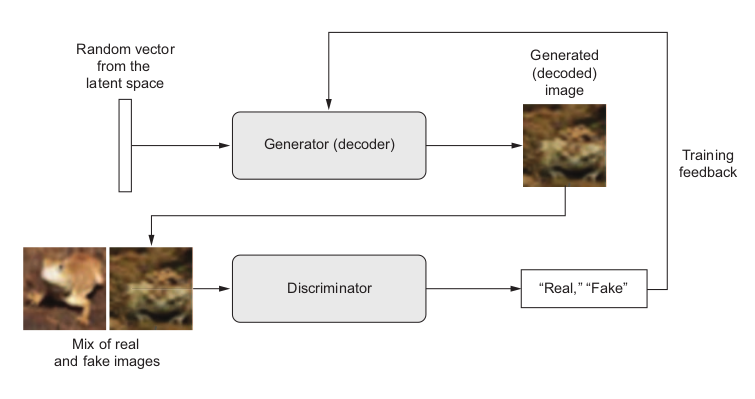 Random vector
from the
latent space
Generator (decoder)
Generated
(decoded)
image
Training
feedback
Mix of real
and fake images
Discriminator
“Real,” “Fake”